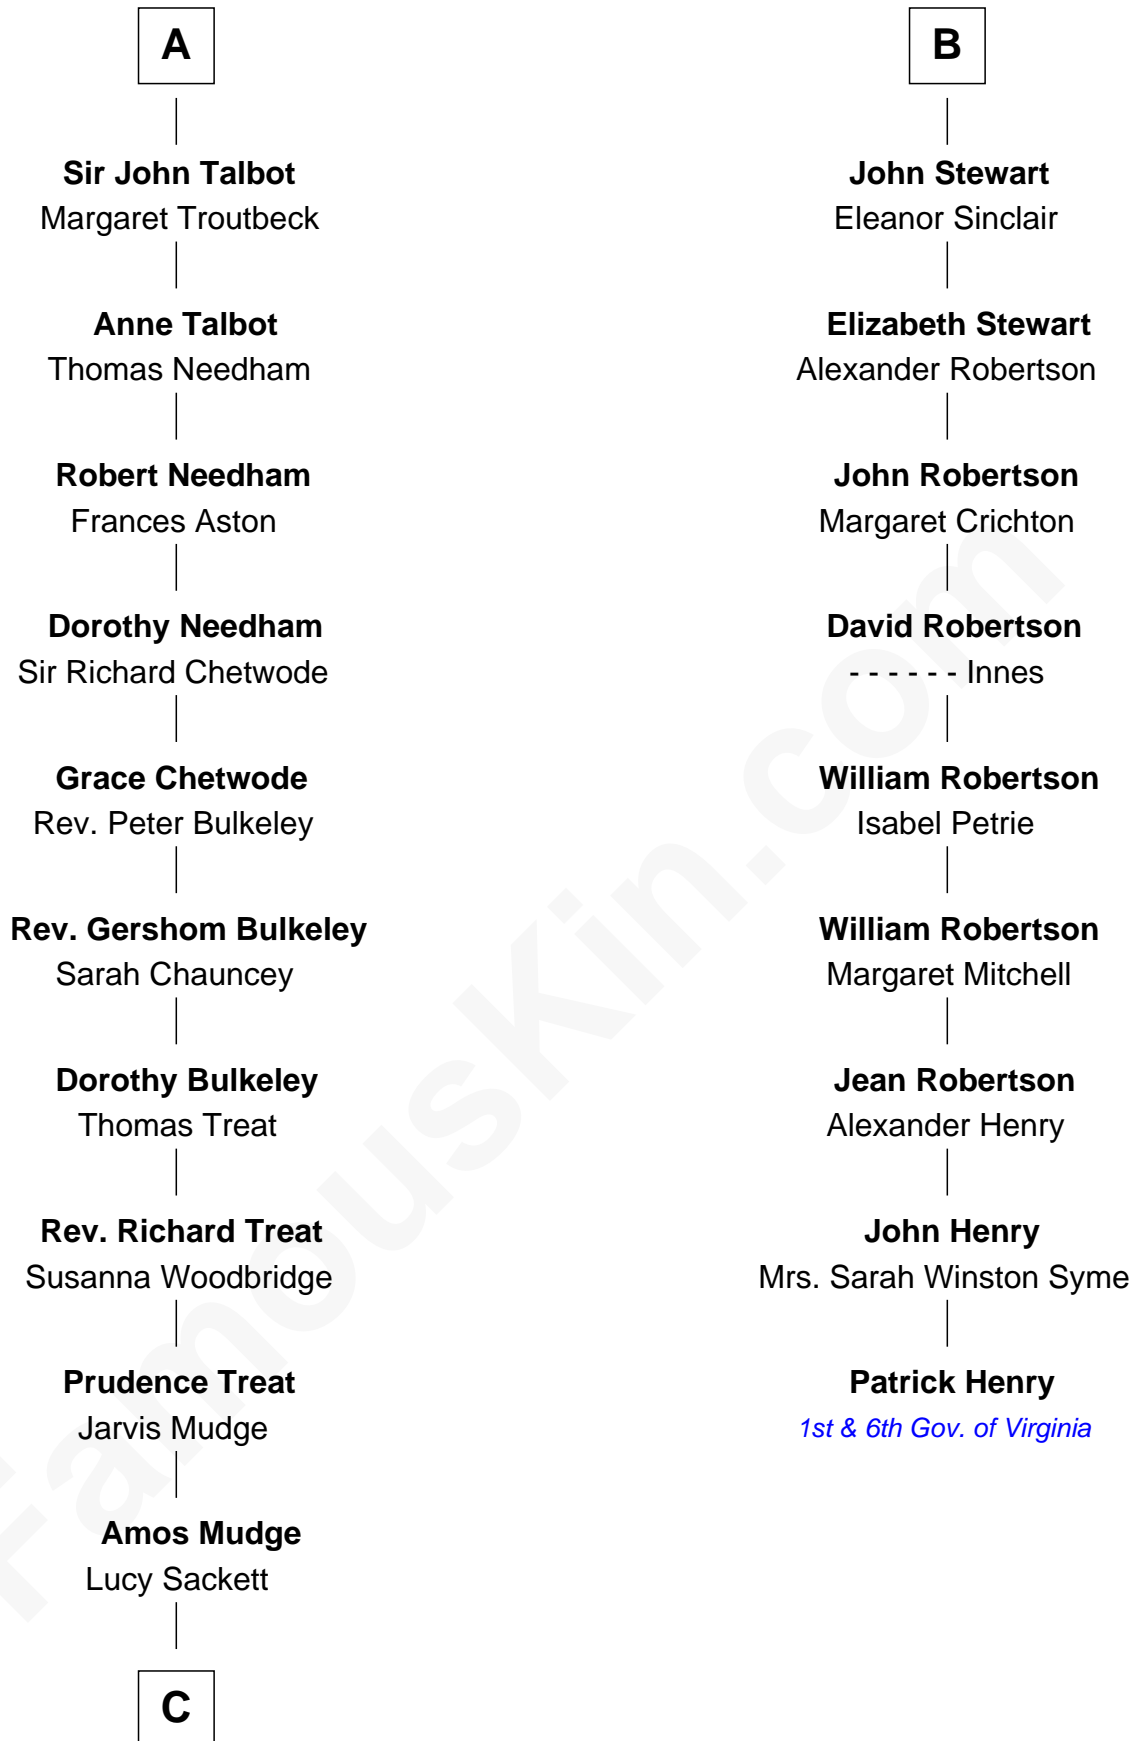 A
Sir John Talbot
Margaret Troutbeck
Anne Talbot
Thomas Needham
Robert Needham
Frances Aston
Dorothy Needham
Sir Richard Chetwode
Grace Chetwode
Rev. Peter Bulkeley
Rev. Gershom Bulkeley
Sarah Chauncey
Dorothy Bulkeley
Thomas Treat
Rev. Richard Treat
Susanna Woodbridge
Prudence Treat
Jarvis Mudge
Amos Mudge
Lucy Sackett
C
B
John Stewart
Eleanor Sinclair
Elizabeth Stewart
Alexander Robertson
John Robertson
Margaret Crichton
David Robertson
- - - - - - Innes
William Robertson
Isabel Petrie
William Robertson
Margaret Mitchell
Jean Robertson
Alexander Henry
John Henry
Mrs. Sarah Winston Syme
Patrick Henry
1st & 6th Gov. of Virginia
FamousKin.com